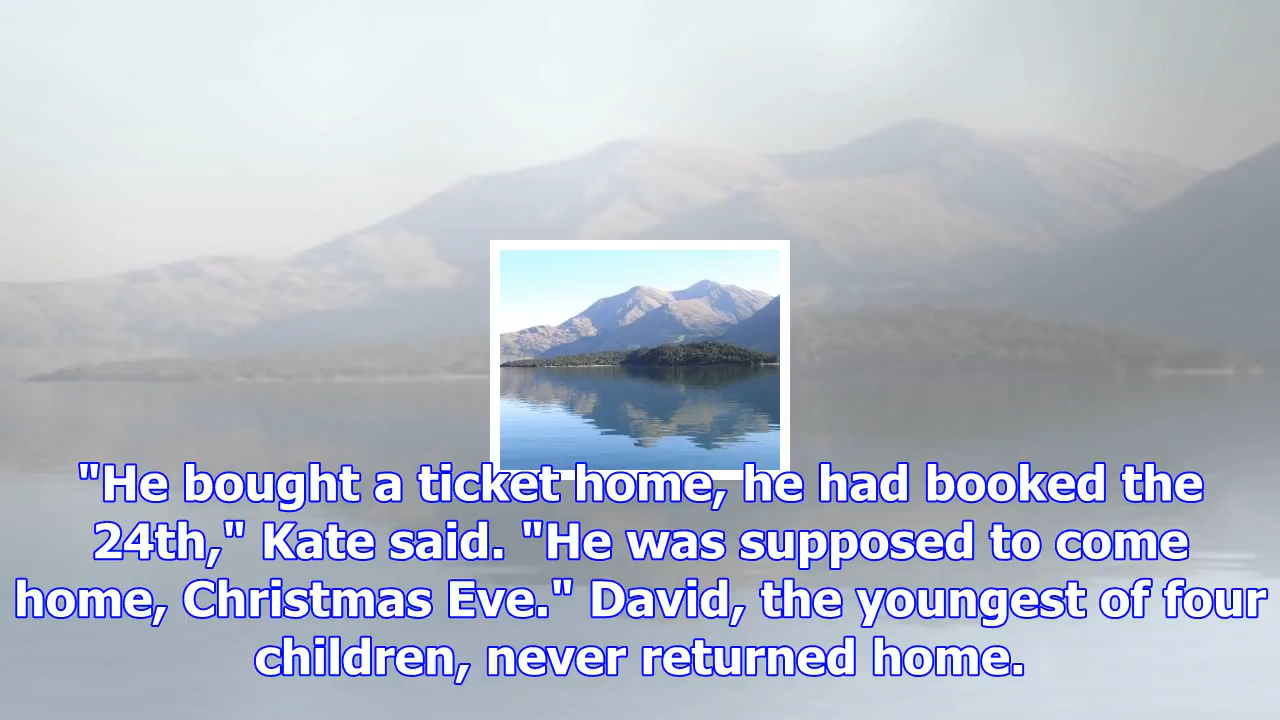 "He bought a ticket home, he had booked the
24th," Kate said. "He was supposed to come
home, Christmas Eve." David, the youngest of four
children, never returned home.